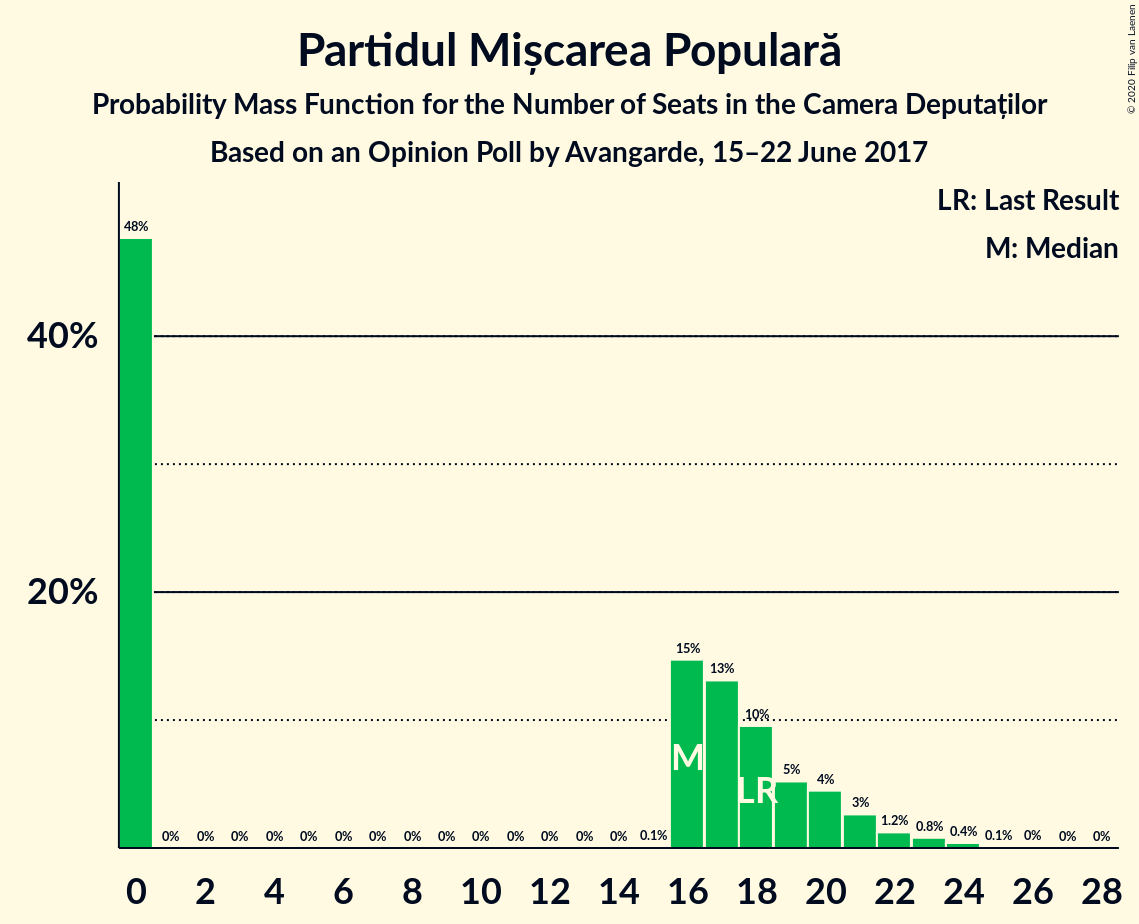 Partidul Mișcarea Populară
Probability Mass Function for the Number of Seats in the Camera Deputaților
Based on an Opinion Poll by Avangarde, 15–22 June 2017
© 2020 Filip van Laenen
LR: Last Result
M: Median
40%
20%
48%
0% 0% 0% 0% 0% 0% 0% 0% 0% 0% 0% 0% 0% 0% 0.1% 15% 13% 10% 5% 4% 3% 1.2% 0.8% 0.4% 0.1% 0% 0% 0%
M
LR
0 2 4 6 8 10 12 14 16 18 20 22 24 26 28